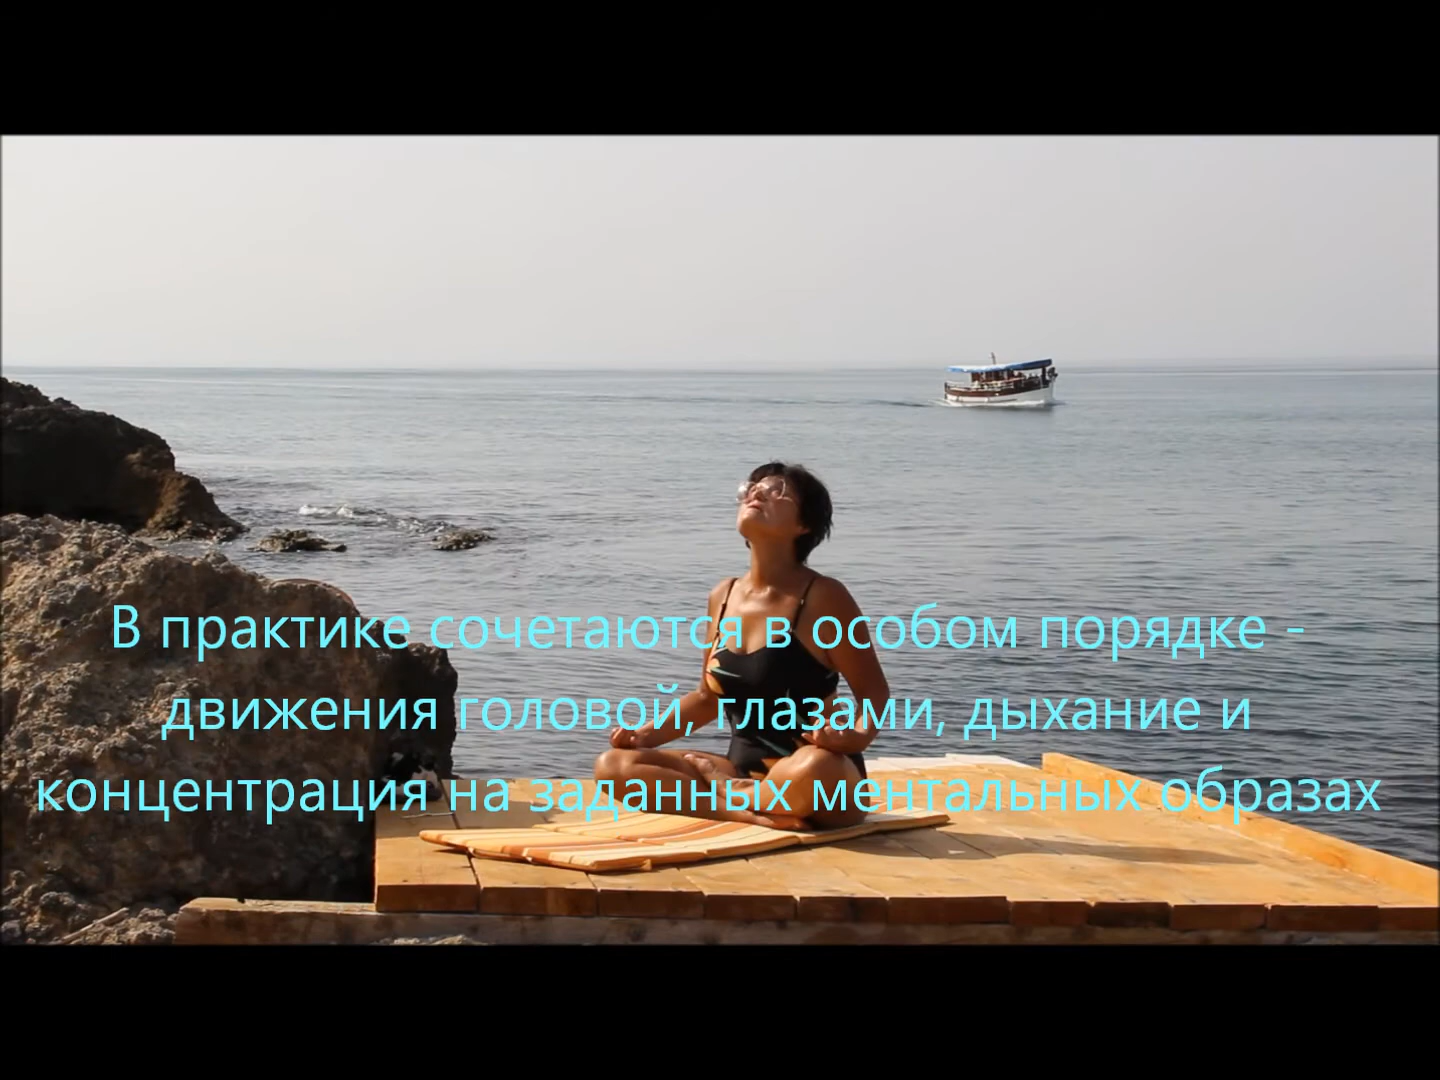 В практике сочетаются в особом порядке -
движения головой, глазами, дыхание и
концентрация на заданных ментальных образах